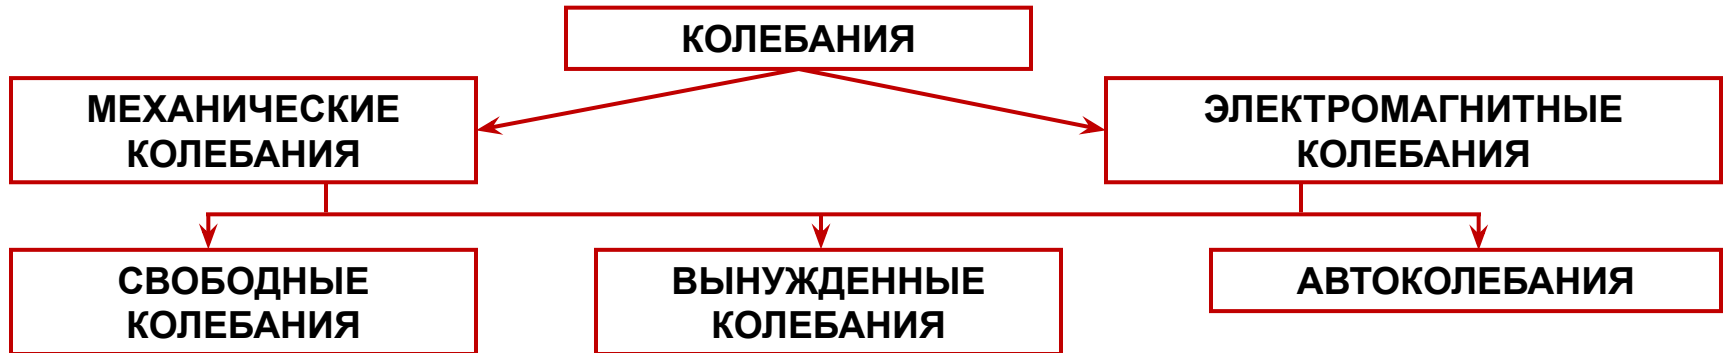 КОЛЕБАНИЯ
МЕХАНИЧЕСКИЕ
КОЛЕБАНИЯ
ЭЛЕКТРОМАГНИТНЫЕ
КОЛЕБАНИЯ
СВОБОДНЫЕ
КОЛЕБАНИЯ
ВЫНУЖДЕННЫЕ
КОЛЕБАНИЯ
АВТОКОЛЕБАНИЯ